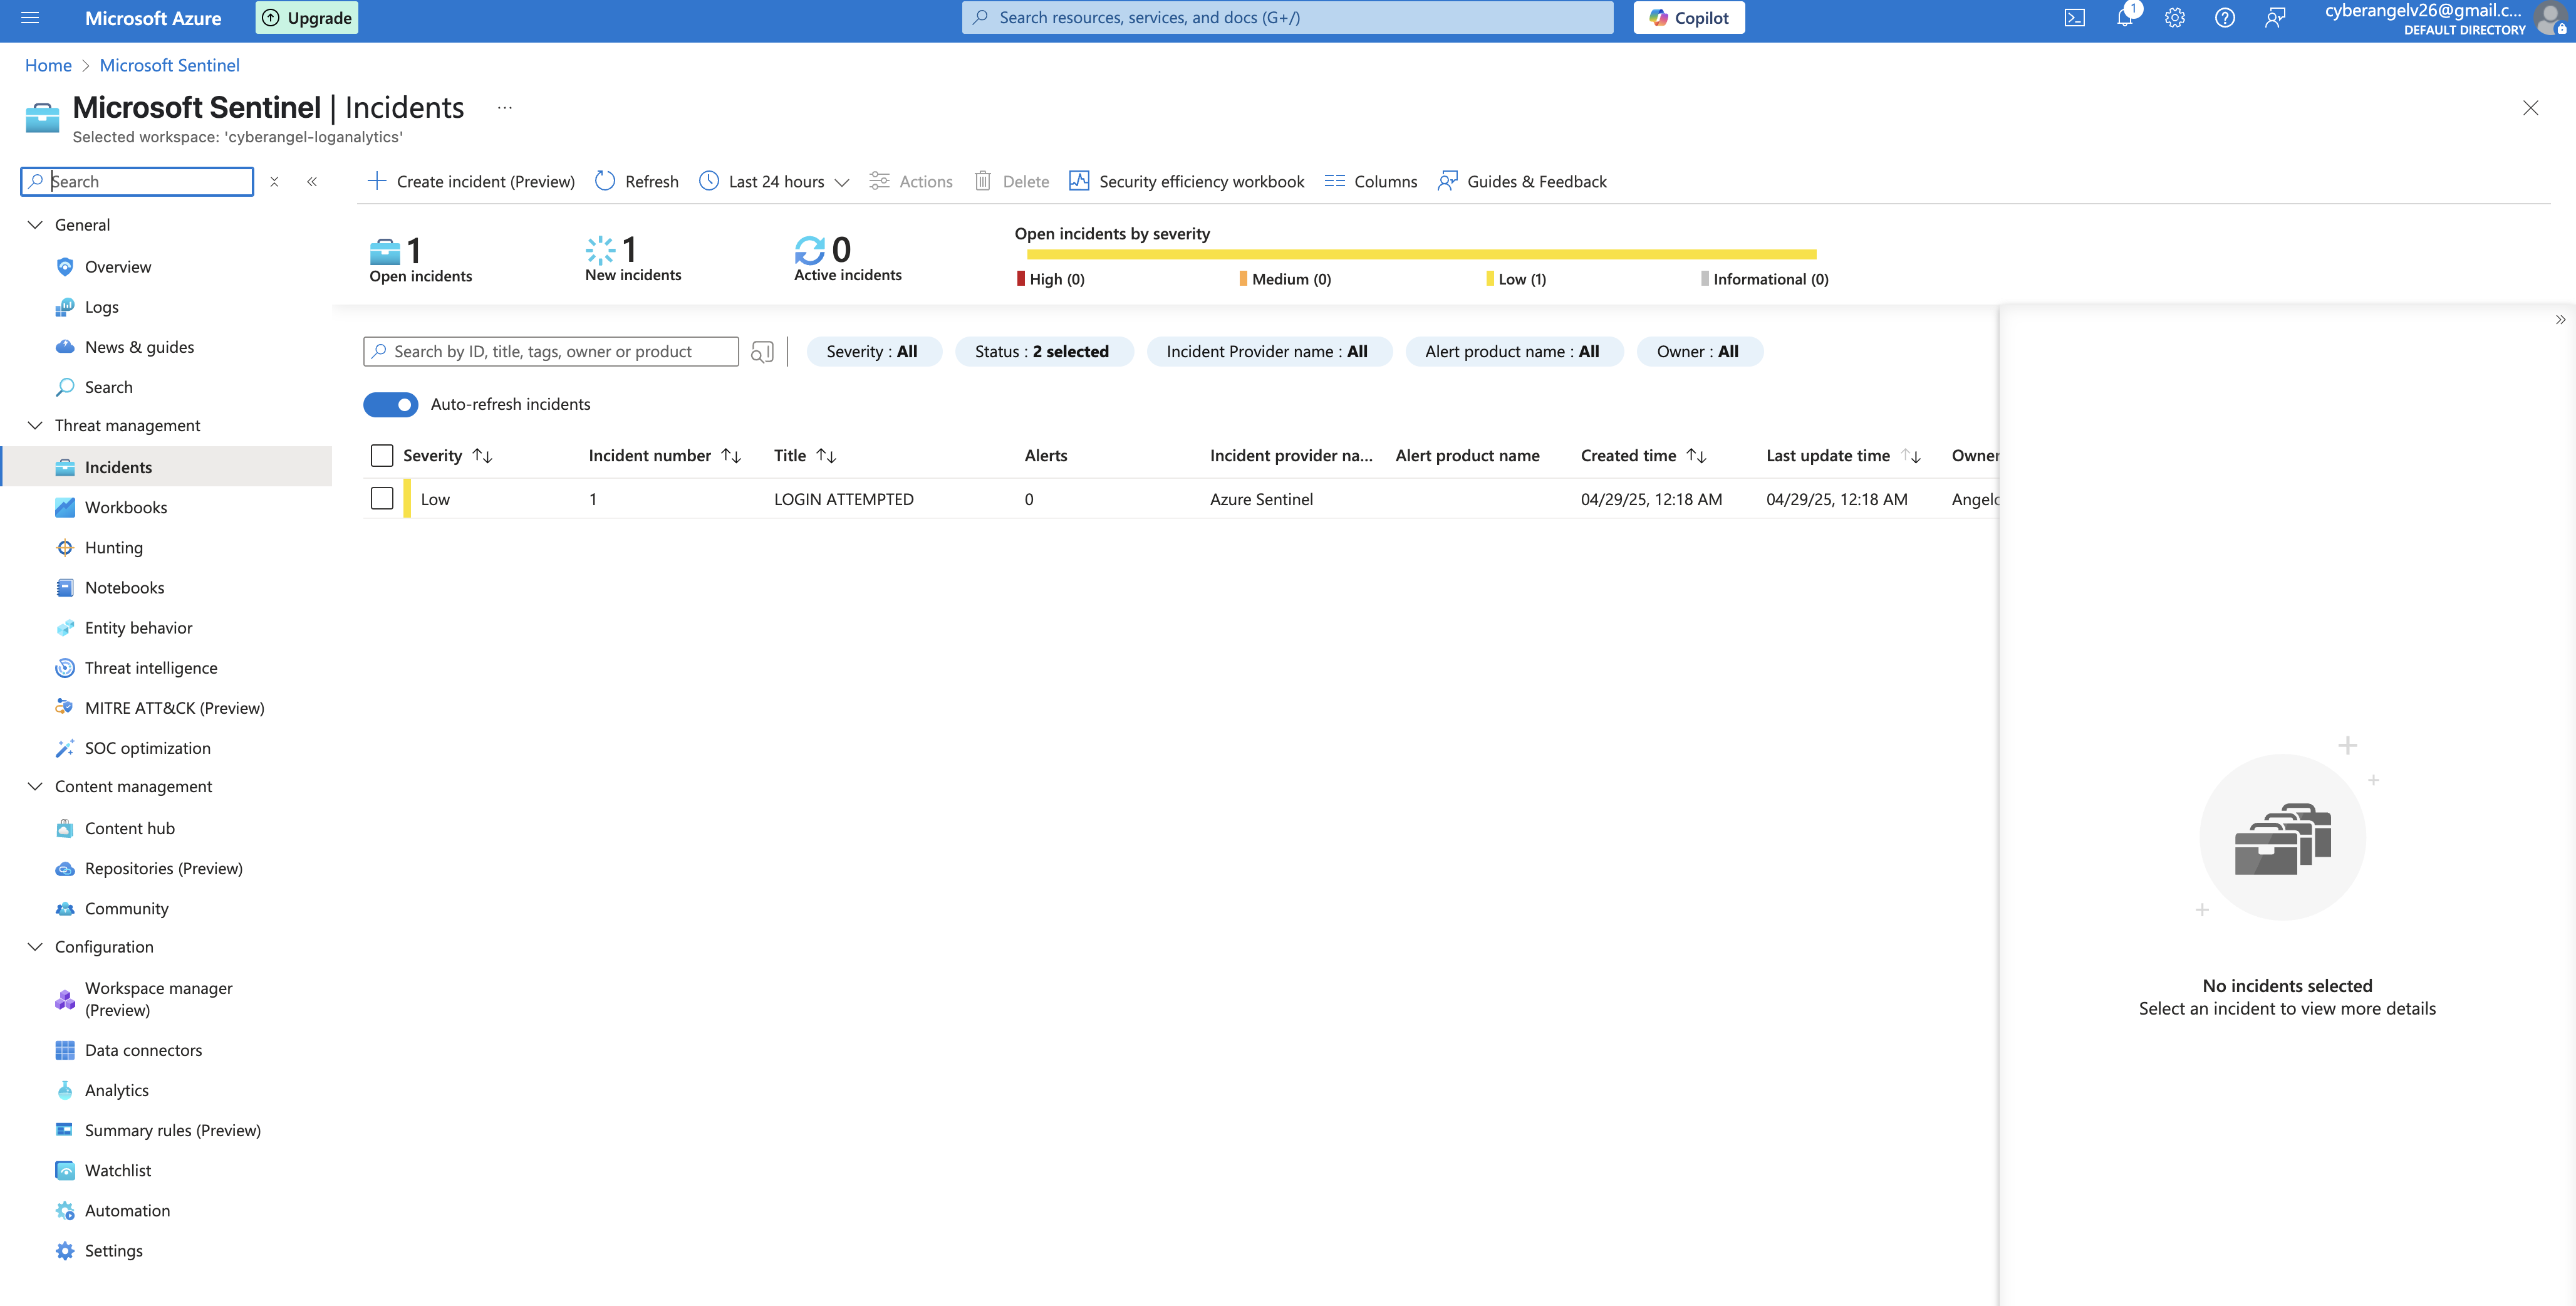 Microsoft Azure
Upgrade
Search resources, services, and docs (G+/)
Copilot
1
cyberangelv26@gmail.c...
DEFAULT DIRECTORY
Home > Microsoft Sentinel
Microsoft Sentinel | Incidents ...
Selected workspace: 'cyberangel-loganalytics'
Search
General
Overview
Logs
News & guides
Search
Threat management
Incidents
Workbooks
Hunting
Notebooks
Entity behavior
Threat intelligence
MITRE ATT&CK (Preview)
SOC optimization
Content management
Content hub
Repositories (Preview)
Community
Configuration
Workspace manager
(Preview)
Data connectors
Analytics
Summary rules (Preview)
Watchlist
Automation
Settings
Create incident (Preview) Refresh Last 24 hours Actions Delete Security efficiency workbook Columns Guides & Feedback
1
Open incidents
1
New incidents
0
Active incidents
Open incidents by severity
High (0) Medium (0) Low (1) Informational (0)
Search by ID, title, tags, owner or product
Severity : All
Status : 2 selected
Incident Provider name : All
Alert product name : All
Owner : All
Auto-refresh incidents
Severity Incident number Title Alerts Incident provider na... Alert product name Created time Last update time Owner
Low 1 LOGIN ATTEMPTED 0 Azure Sentinel 04/29/25, 12:18 AM 04/29/25, 12:18 AM Angelo
No incidents selected
Select an incident to view more details